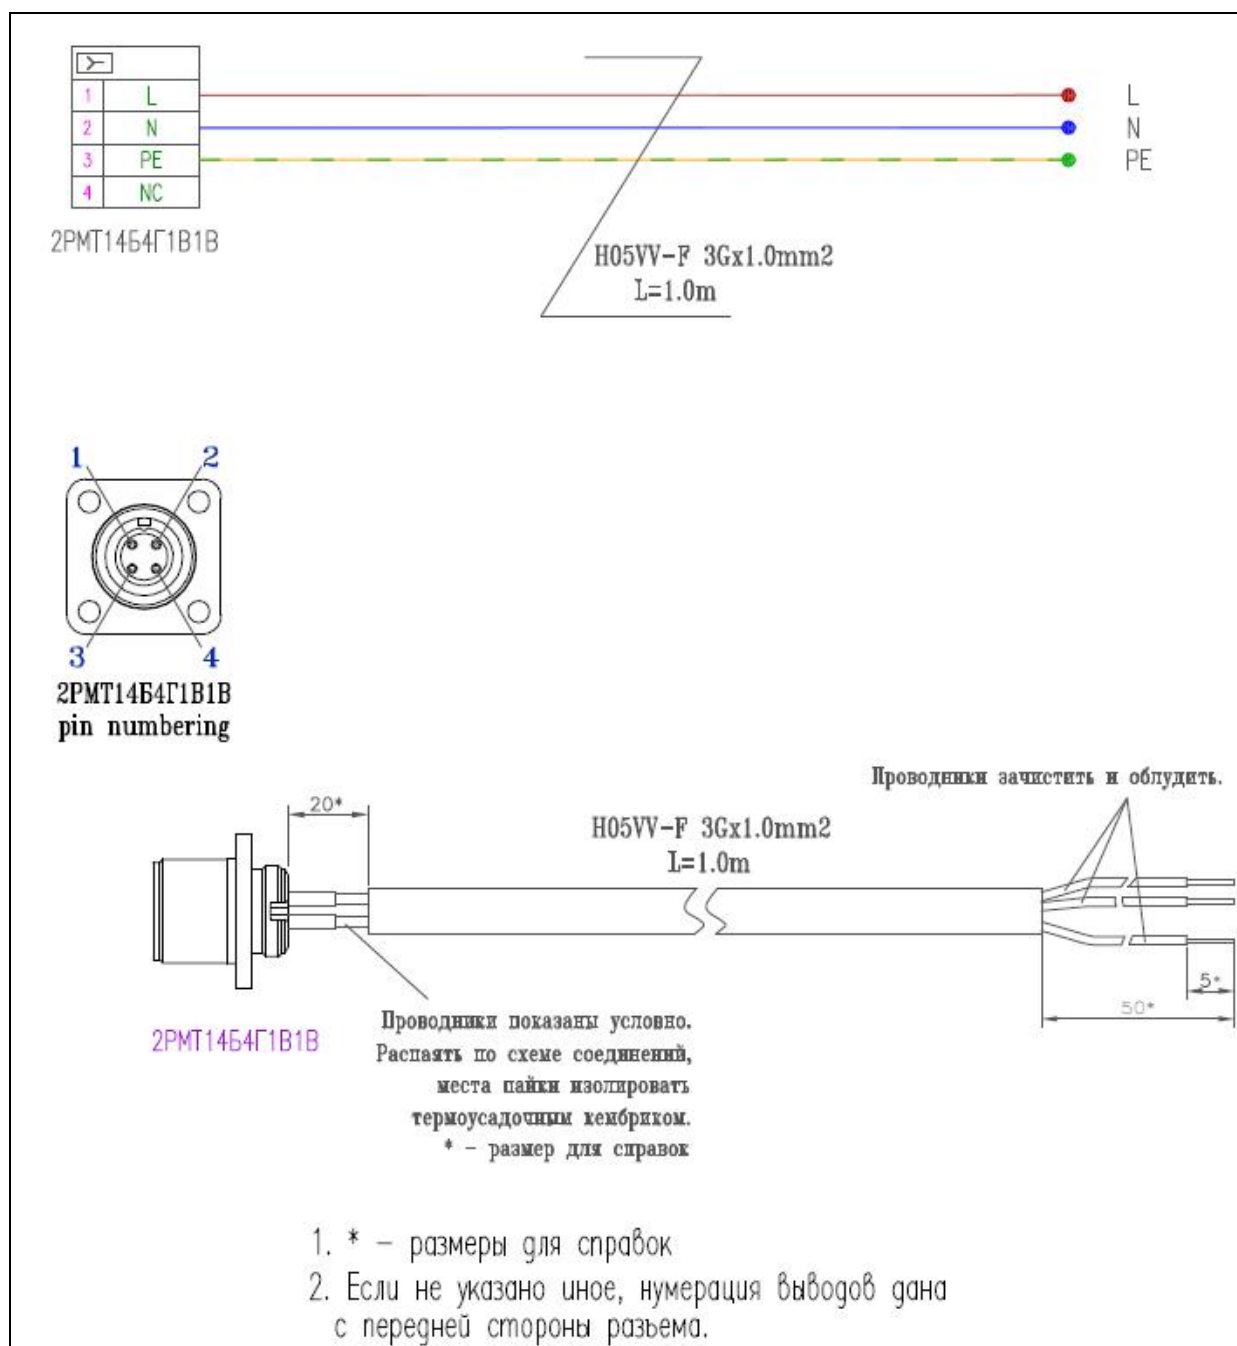 1 L
2 N
3 PE
4 NC
L
N
PE
2РМТ14Б4Г1В1В
H05VV-F 3Gx1.0mm2
L=1.0m
1 2
3 4
2РМТ14Б4Г1В1В
pin numbering
Проводники зачистить и облудить.
20*
H05VV-F 3Gx1.0mm2
L=1.0m
5*
50*
2РМТ14Б4Г1В1В
Проводники показаны условно.
Распаять по схеме соединений,
места пайки изолировать
термоусадочным кембриком.
* - размер для справок
1. * – размеры для справок
2. Если не указано иное, нумерация выводов дана
с передней стороны разъема.